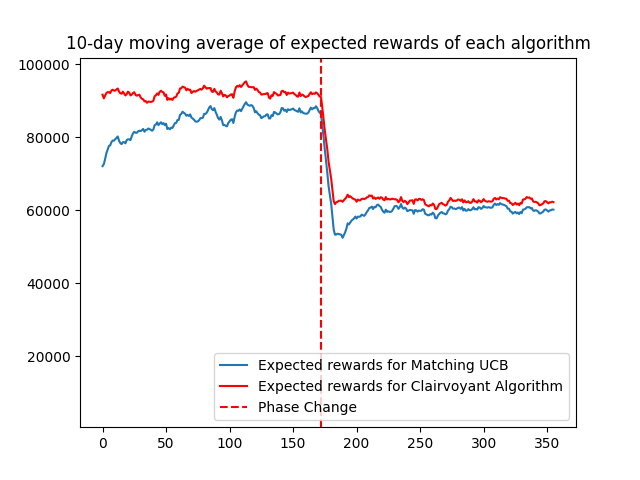 10-day moving average of expected rewards of each algorithm
100000
80000
60000
40000
20000
Expected rewards for Matching UCB
Expected rewards for Clairvoyant Algorithm
Phase Change
0 50 100 150 200 250 300 350